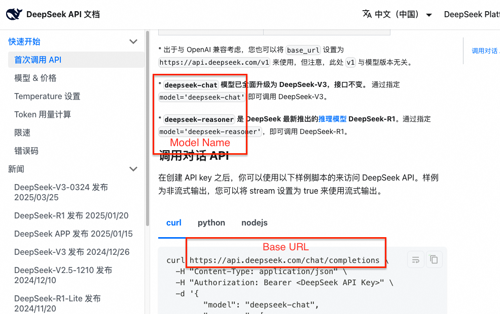 deepseek DeepSeek API 文档
中文（中国）
DeepSeek Plat
快速开始
首次调用 API
模型 & 价格
Temperature 设置
Token 用量计算
限速
错误码
新闻
DeepSeek-V3-0324 发布
2025/03/25
DeepSeek-R1 发布 2025/01/20
DeepSeek APP 发布 2025/01/15
DeepSeek-V3 发布 2024/12/26
DeepSeek-V2.5-1210 发布
2024/12/10
DeepSeek-R1-Lite 发布
2024/11/20
* 出于与 OpenAI 兼容考虑，您也可以将 base_url 设置为
https://api.deepseek.com/v1 来使用，但注意，此处 v1 与模型版本无关。
* deepseek-chat 模型已全面升级为 DeepSeek-V3，接口不变。 通过指定
model='deepseek-chat' 即可调用 DeepSeek-V3。
* deepseek-reasoner 是 DeepSeek 最新推出的推理模型 DeepSeek-R1。通过指定
model='deepseek-reasoner'，即可调用 DeepSeek-R1。
Model Name
调用对话 API
在创建 API key 之后，你可以使用以下样例脚本的来访问 DeepSeek API。样例
为非流式输出，您可以将 stream 设置为 true 来使用流式输出。
curl
python
nodejs
Base URL
curl https://api.deepseek.com/chat/completions \
-H "Content-Type: application/json" \
-H "Authorization: Bearer <DeepSeek API Key>" \
-d '{
"model": "deepseek-chat",
调用对话